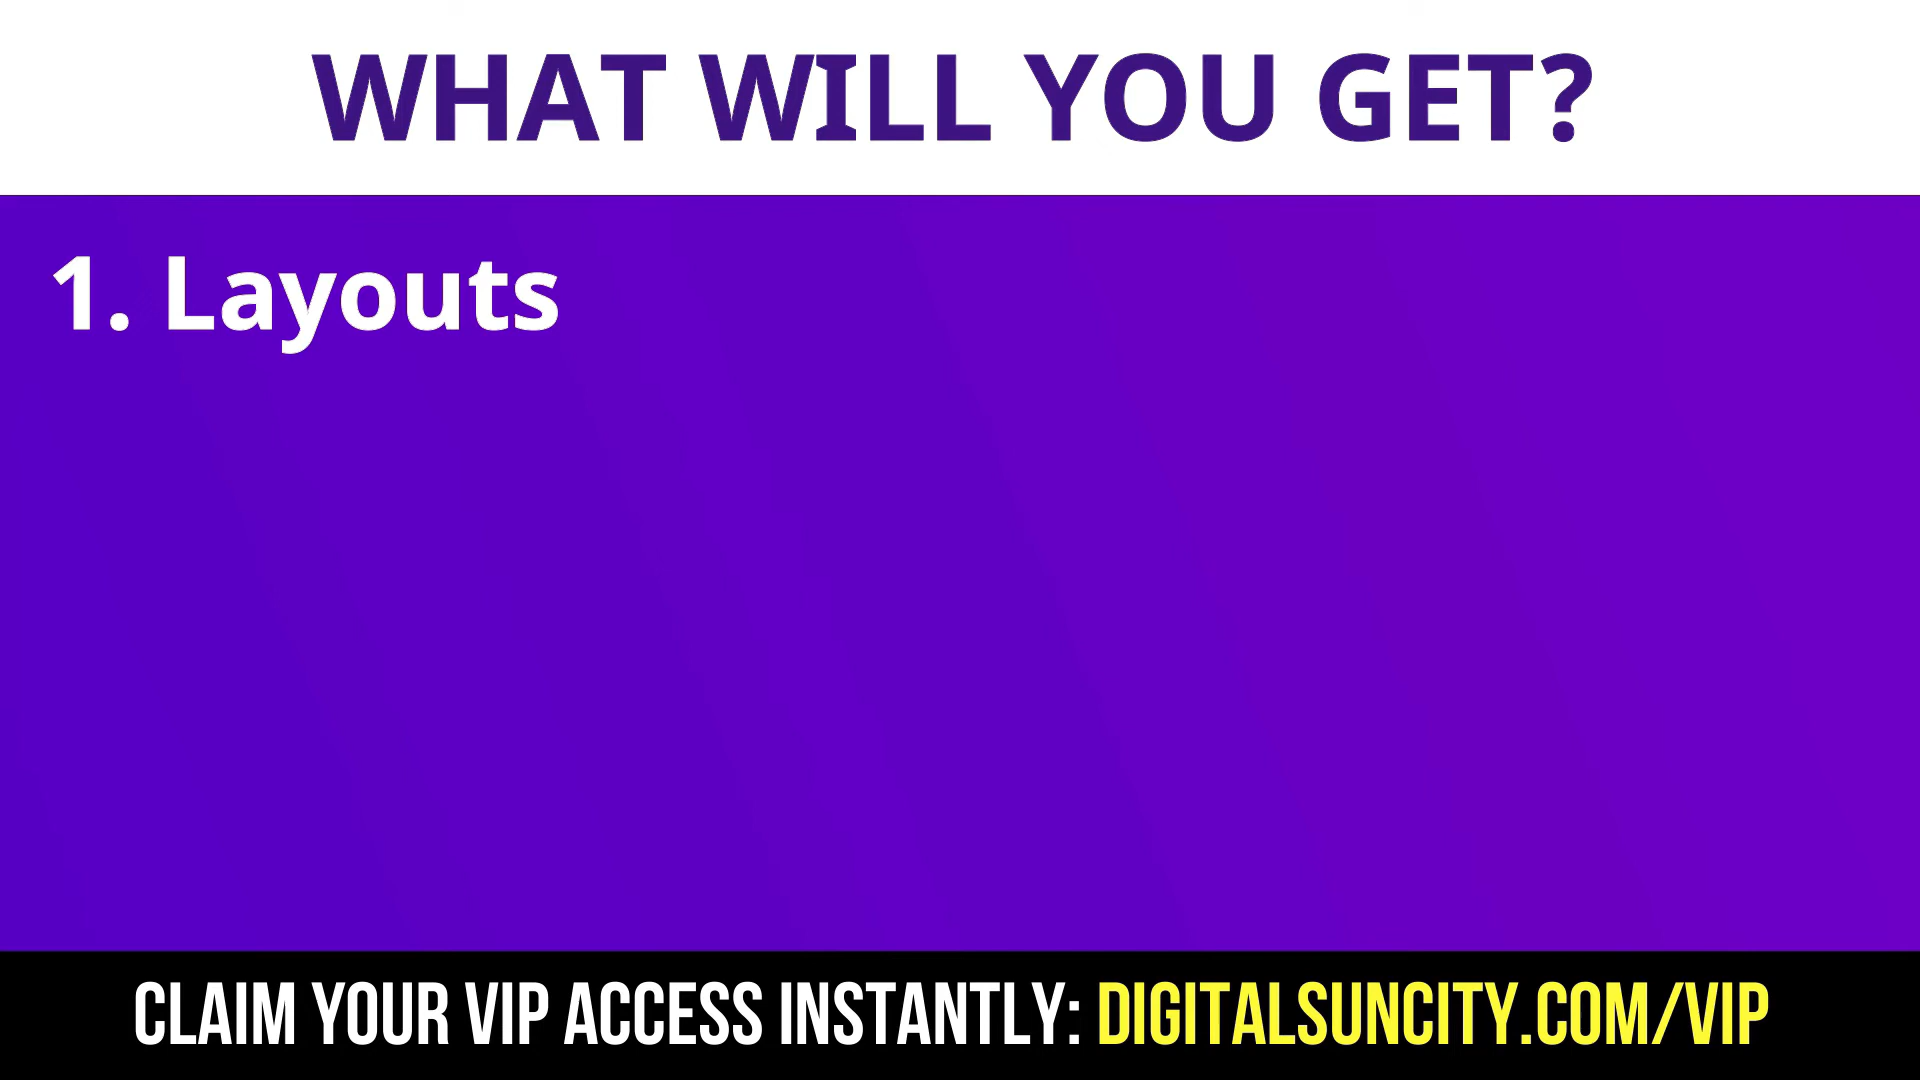 WHAT WILL YOU GET?
1. Layouts
CLAIM YOUR VIP ACCESS INSTANTLY: DIGITALSUNCITY.COM/VIP